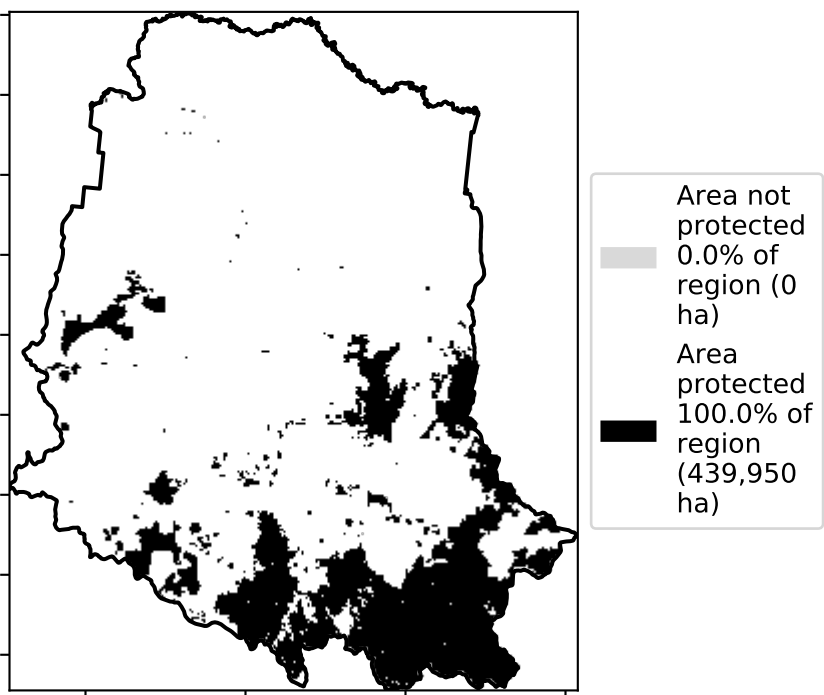 Area not
protected
0.0% of
region (0
ha)
Area
protected
100.0% of
region
(439,950
ha)